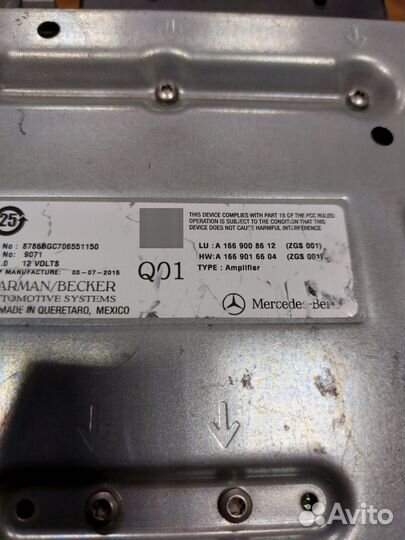 25
THIS DEVICE COMPLIES WITH PART 15 OF THE FCC RULES:
OPERATION IS SUBJECT TO THE CONDITION THAT THIS
DEVICE DOES NOT CAUSE HARMFUL INTERFERENCE
No : 8786BGC706551150
No : 9071
.0 12 VOLTS
F MANUFACTURE: 05-07-2015
ARMAN/BECKER
UTOMOTIVE SYSTEMS
MADE IN QUERETARO, MEXICO
Q01
LU : A 166 900 86 12 (ZGS 001)
HW: A 166 901 66 04 (ZGS 001)
TYPE : Amplifier
Mercedes-Be
Avito